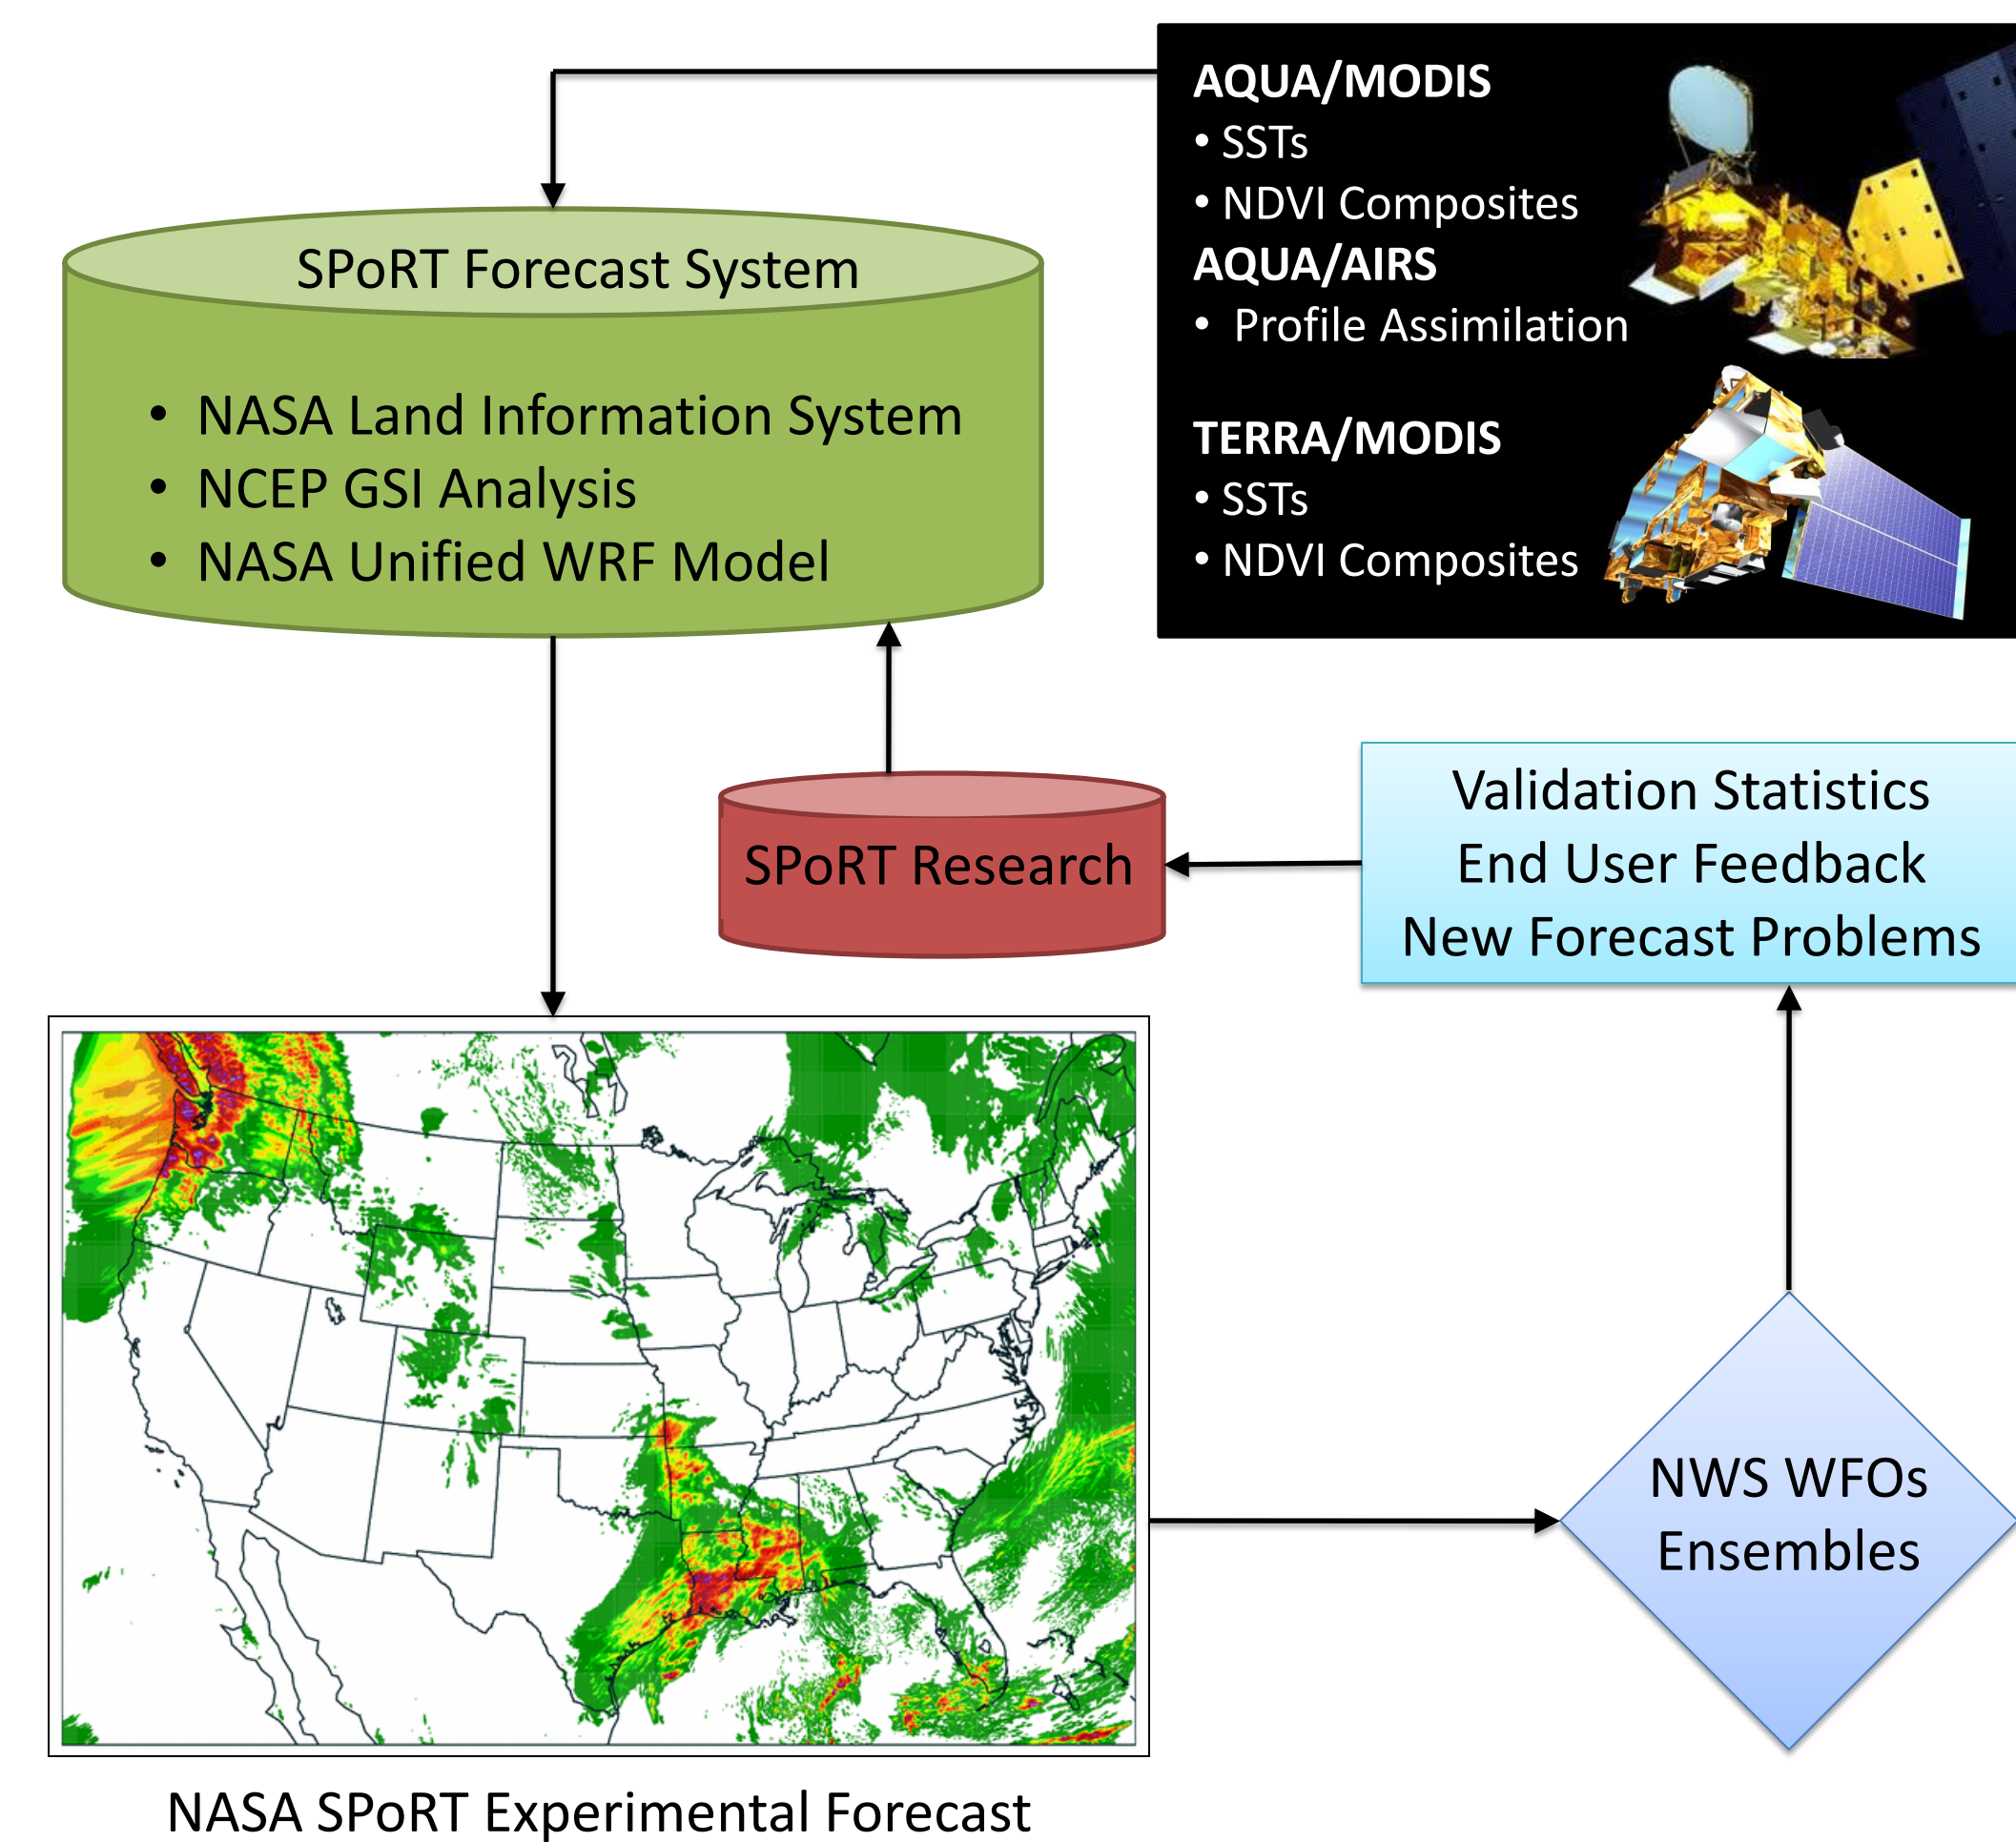 AQUA/MODIS
• SSTs
• NDVI Composites
AQUA/AIRS
• Profile Assimilation
TERRA/MODIS
• SSTs
• NDVI Composites
SPoRT Forecast System
• NASA Land Information System
• NCEP GSI Analysis
• NASA Unified WRF Model
SPoRT Research
Validation Statistics
End User Feedback
New Forecast Problems
NWS WFOs
Ensembles
NASA SPoRT Experimental Forecast